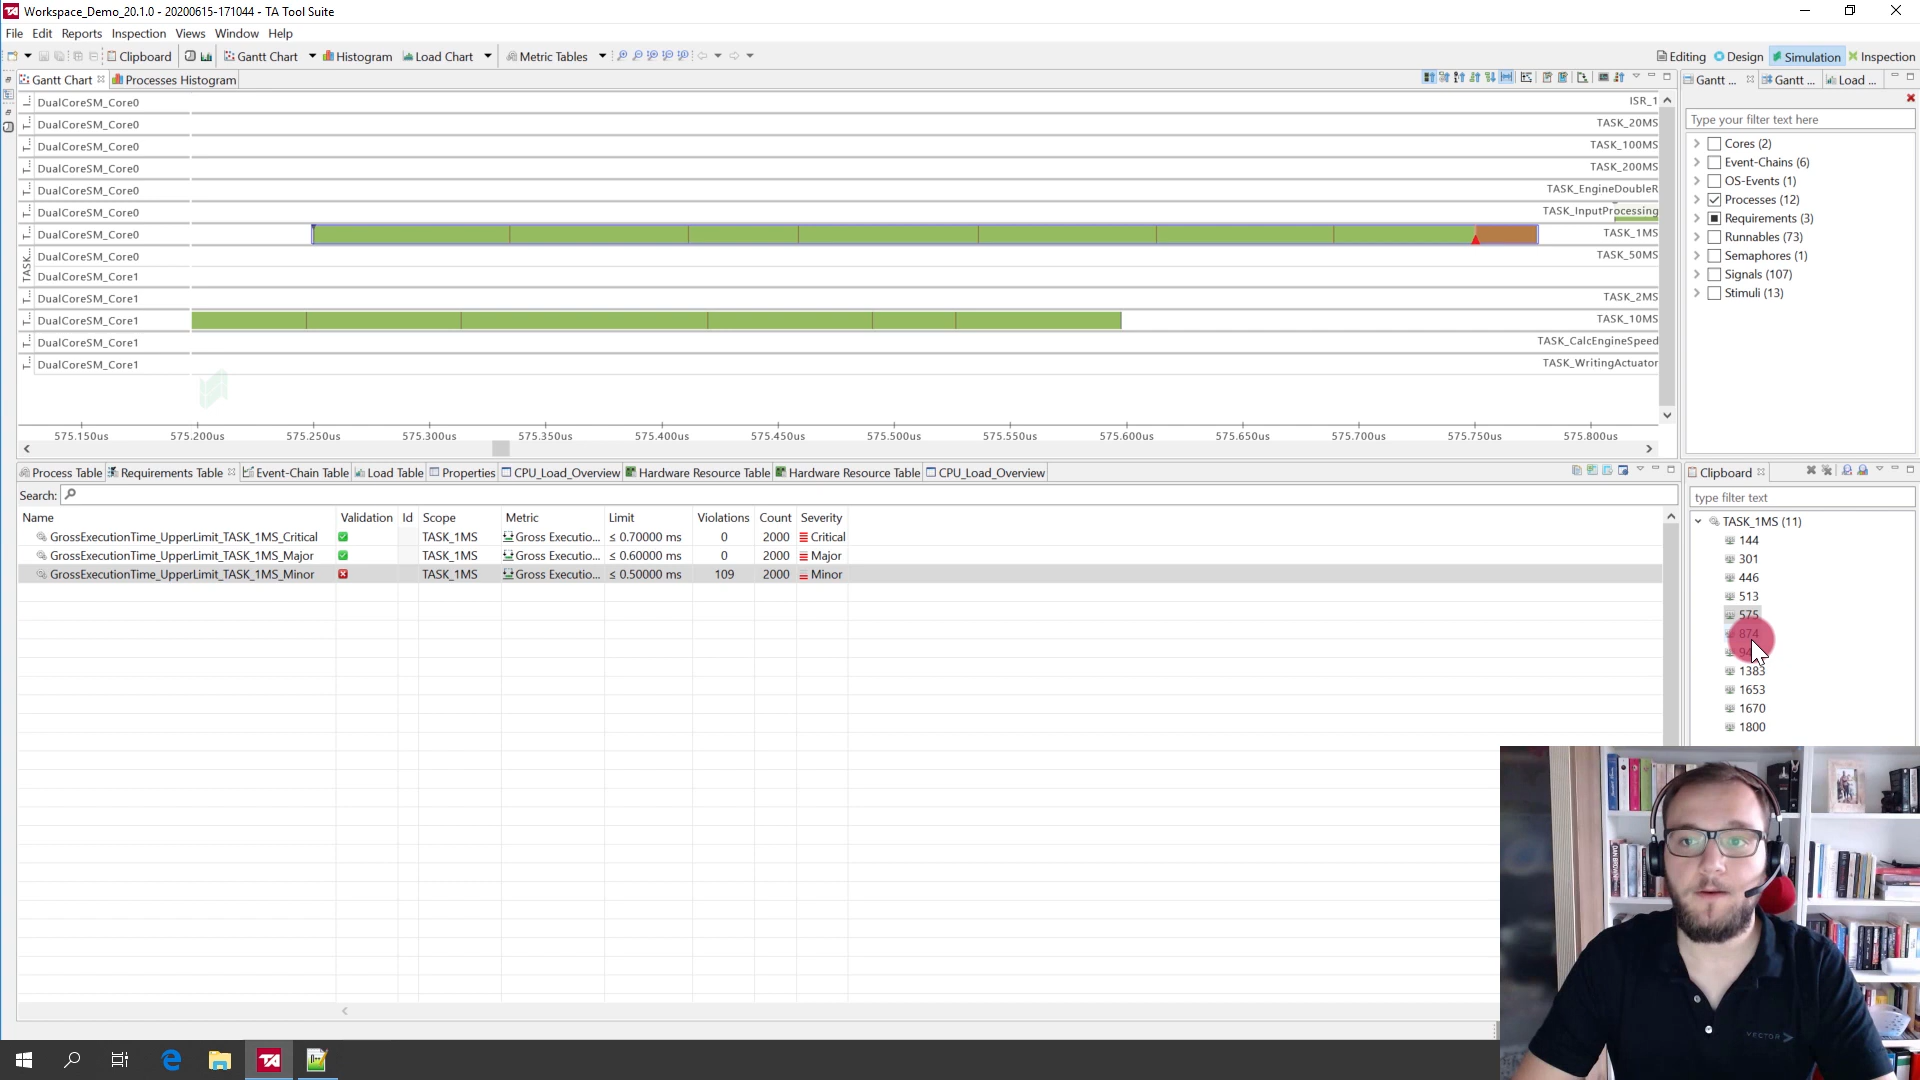 Workspace_Demo_20.1.0 - 20200615-171044 - TA Tool Suite
File Edit Reports Inspection Views Window Help
Clipboard Gantt Chart Histogram Load Chart Metric Tables Editing Design Simulation Inspection
Gantt Chart Processes Histogram
DualCoreSM_Core0 ISR_1
DualCoreSM_Core0 TASK_20MS
DualCoreSM_Core0 TASK_100MS
DualCoreSM_Core0 TASK_200MS
DualCoreSM_Core0 TASK_EngineDoubleR
DualCoreSM_Core0 TASK_InputProcessing
DualCoreSM_Core0 TASK_1MS
DualCoreSM_Core0 TASK_50MS
TASK.
DualCoreSM_Core1
DualCoreSM_Core1 TASK_2MS
DualCoreSM_Core1 TASK_10MS
DualCoreSM_Core1 TASK_CalcEngineSpeed
DualCoreSM_Core1 TASK_WritingActuator
575.150us 575.200us 575.250us 575.300us 575.350us 575.400us 575.450us 575.500us 575.550us 575.600us 575.650us 575.700us 575.750us 575.800us
Gantt ... Gantt ... Load ...
Type your filter text here
Cores (2)
Event-Chains (6)
OS-Events (1)
Processes (12)
Requirements (3)
Runnables (73)
Semaphores (1)
Signals (107)
Stimuli (13)
Process Table Requirements Table Event-Chain Table Load Table Properties CPU_Load_Overview Hardware Resource Table Hardware Resource Table CPU_Load_Overview
Search:
Name Validation Id Scope Metric Limit Violations Count Severity
GrossExecutionTime_UpperLimit_TASK_1MS_Critical TASK_1MS Gross Executio... ≤ 0.70000 ms 0 2000 Critical
GrossExecutionTime_UpperLimit_TASK_1MS_Major TASK_1MS Gross Executio... ≤ 0.60000 ms 0 2000 Major
GrossExecutionTime_UpperLimit_TASK_1MS_Minor TASK_1MS Gross Executio... ≤ 0.50000 ms 109 2000 Minor
Clipboard
type filter text
TASK_1MS (11)
144
301
446
513
575
874
1383
1653
1670
1800
VECTOR